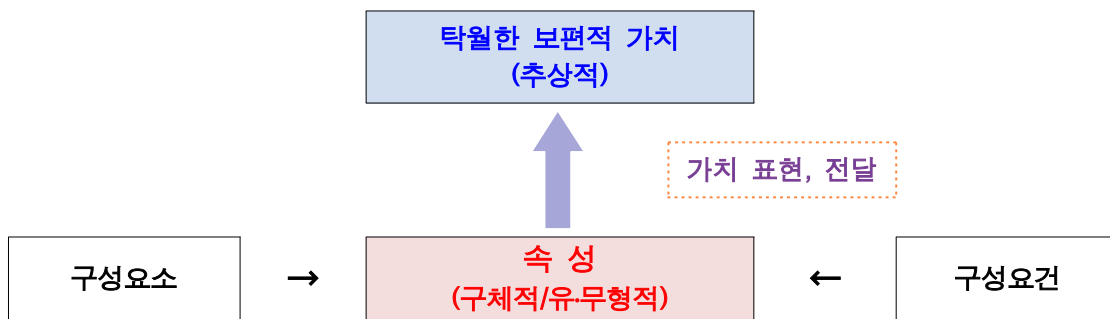 탁월한 보편적 가치
(추상적)
가치 표현, 전달
구성요소
→
속 성
(구체적/유·무형적)
←
구성요건